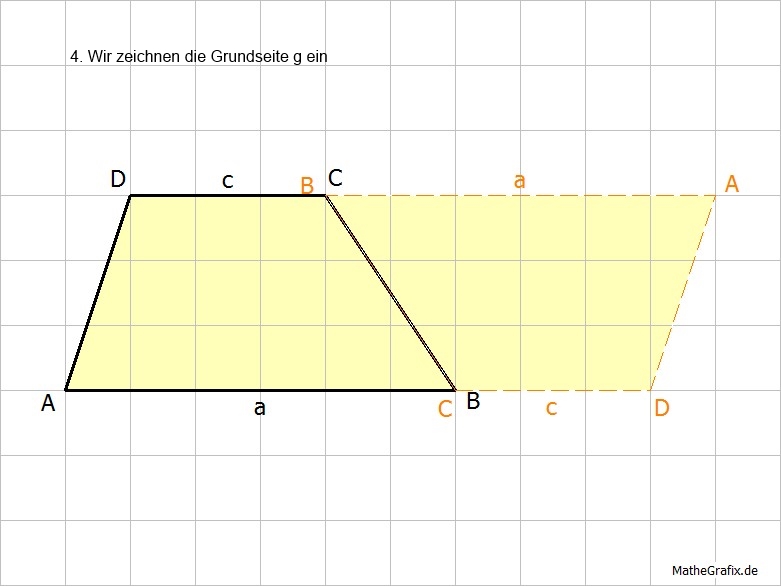 4. Wir zeichnen die Grundseite g ein
D c B C a A
A a C B c D
MatheGrafix.de